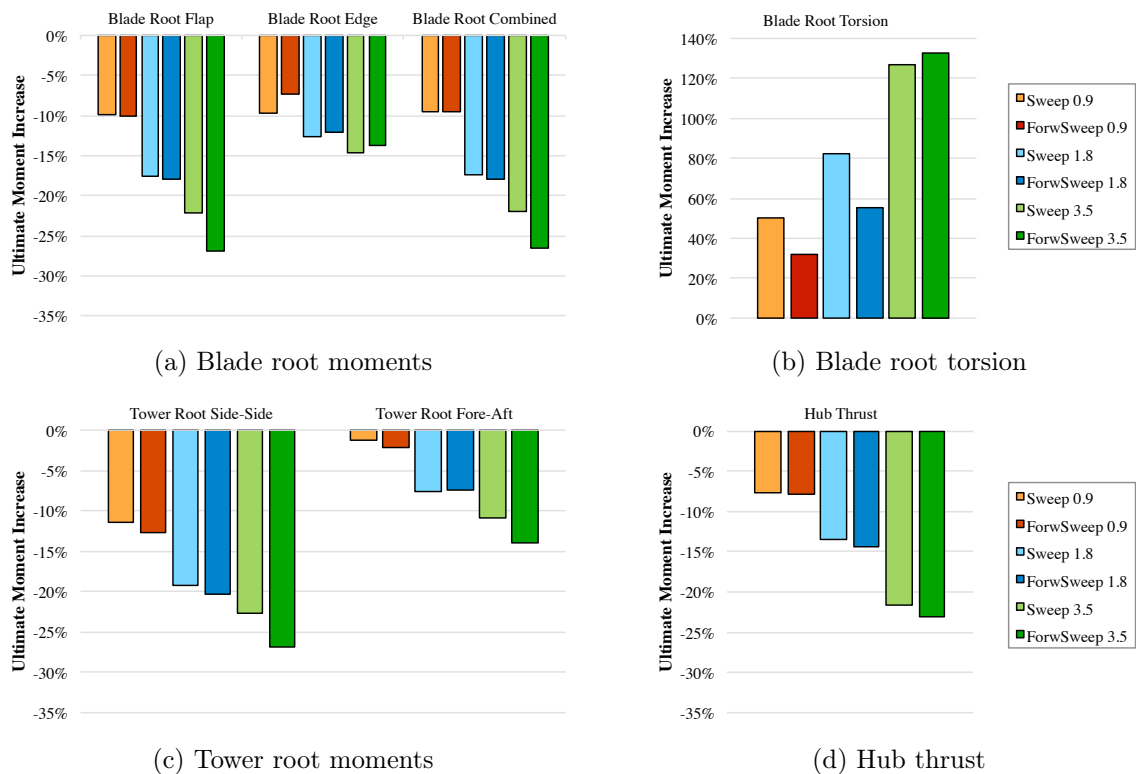 Blade Root Flap Blade Root Edge Blade Root Combined
Ultimate Moment Increase
0%
-5%
-10%
-15%
-20%
-25%
-30%
-35%
(a) Blade root moments
Blade Root Torsion
Ultimate Moment Increase
140%
120%
100%
80%
60%
40%
20%
0%
Sweep 0.9
ForwSweep 0.9
Sweep 1.8
ForwSweep 1.8
Sweep 3.5
ForwSweep 3.5
(b) Blade root torsion
Tower Root Side-Side Tower Root Fore-Aft
Ultimate Moment Increase
0%
-5%
-10%
-15%
-20%
-25%
-30%
-35%
(c) Tower root moments
Hub Thrust
Ultimate Moment Increase
0%
-5%
-10%
-15%
-20%
-25%
-30%
-35%
Sweep 0.9
ForwSweep 0.9
Sweep 1.8
ForwSweep 1.8
Sweep 3.5
ForwSweep 3.5
(d) Hub thrust